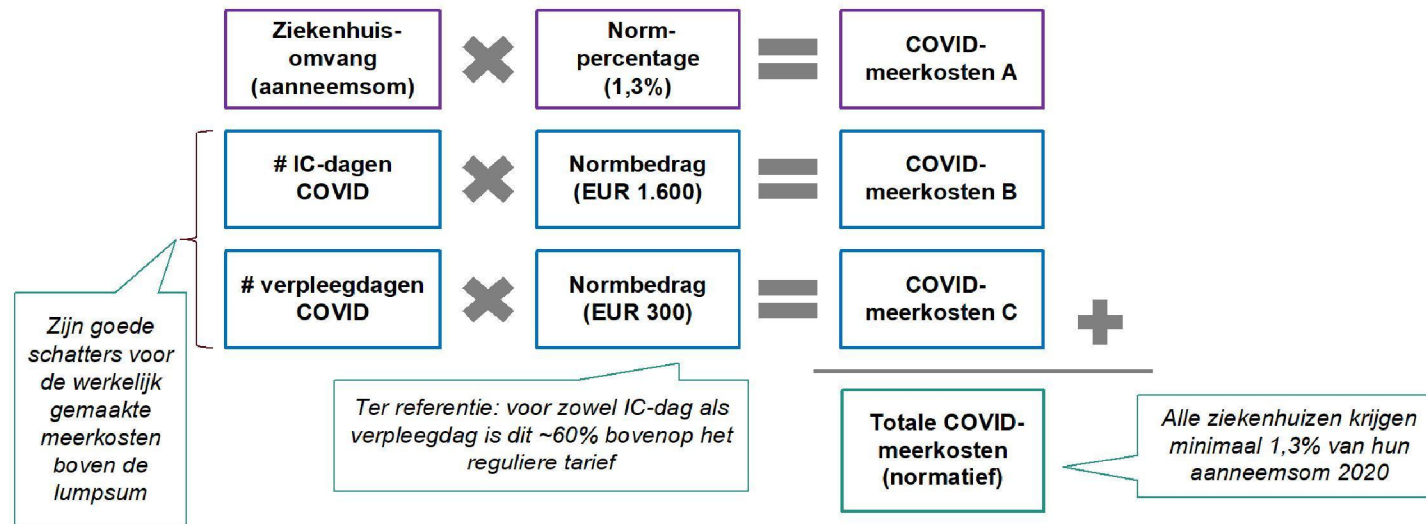 Ziekenhuis-
omvang
(aanneemsom)
Norm-
percentage
(1,3%)
COVID-
meerkosten A
# IC-dagen
COVID
Normbedrag
(EUR 1.600)
COVID-
meerkosten B
# verpleegdagen
COVID
Normbedrag
(EUR 300)
COVID-
meerkosten C
Zijn goede
schatters voor
de werkelijk
gemaakte
meerkosten
boven de
lumpsum
Ter referentie: voor zowel IC-dag als
verpleegdag is dit ~60% bovenop het
reguliere tarief
Totale COVID-
meerkosten
(normatief)
Alle ziekenhuizen krijgen
minimaal 1,3% van hun
aanneemsom 2020